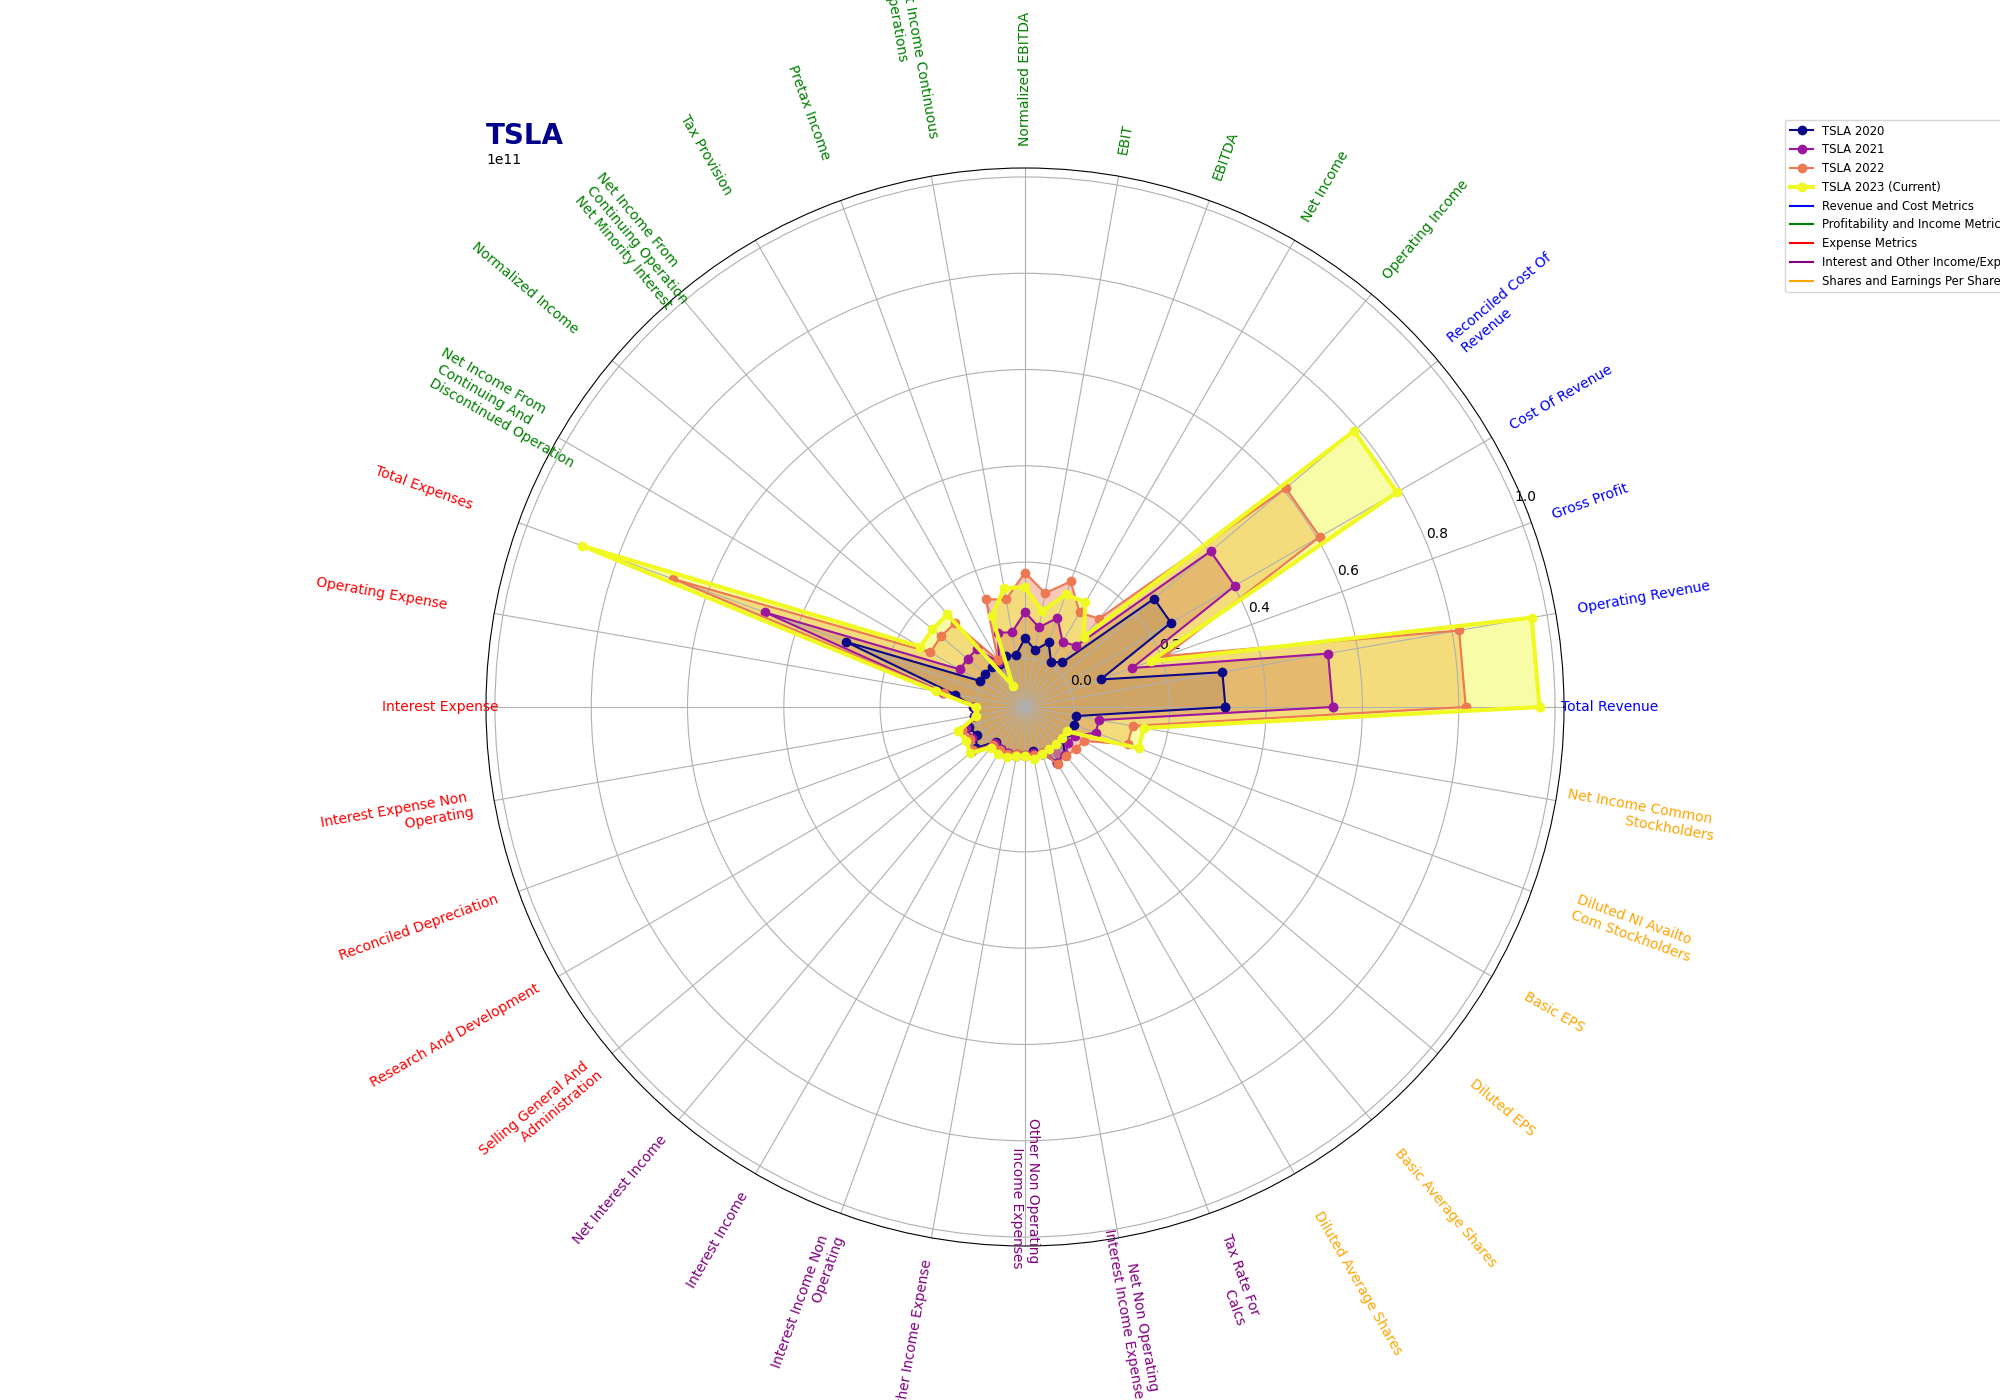 TSLA
1e11
TSLA 2020
TSLA 2021
TSLA 2022
TSLA 2023 (Current)
Revenue and Cost Metrics
Profitability and Income Metric
Expense Metrics
Interest and Other Income/Exp
Shares and Earnings Per Share
Total Revenue
Operating Revenue
Gross Profit
Cost Of Revenue
Reconciled Cost Of
Revenue
Operating Income
Net Income
EBITDA
EBIT
Normalized EBITDA
Income Continuous
Pretax Income
Tax Provision
Net Income From
Continuing Operation
Net Minority Interest
Normalized Income
Net Income From
Continuing And
Discontinued Operation
Total Expenses
Operating Expense
Interest Expense
Interest Expense Non
Operating
Reconciled Depreciation
Research And Development
Selling General And
Administration
Net Interest Income
Interest Income
Interest Income Non
Operating
Income Expense
Other Non Operating
Income Expenses
Net Non Operating
Interest Income Expense
Tax Rate For
Calcs
Diluted Average Shares
Basic Average Shares
Diluted EPS
Basic EPS
Diluted NI Availto
Com Stockholders
Net Income Common
Stockholders
0.0
0.2
0.4
0.6
0.8
1.0